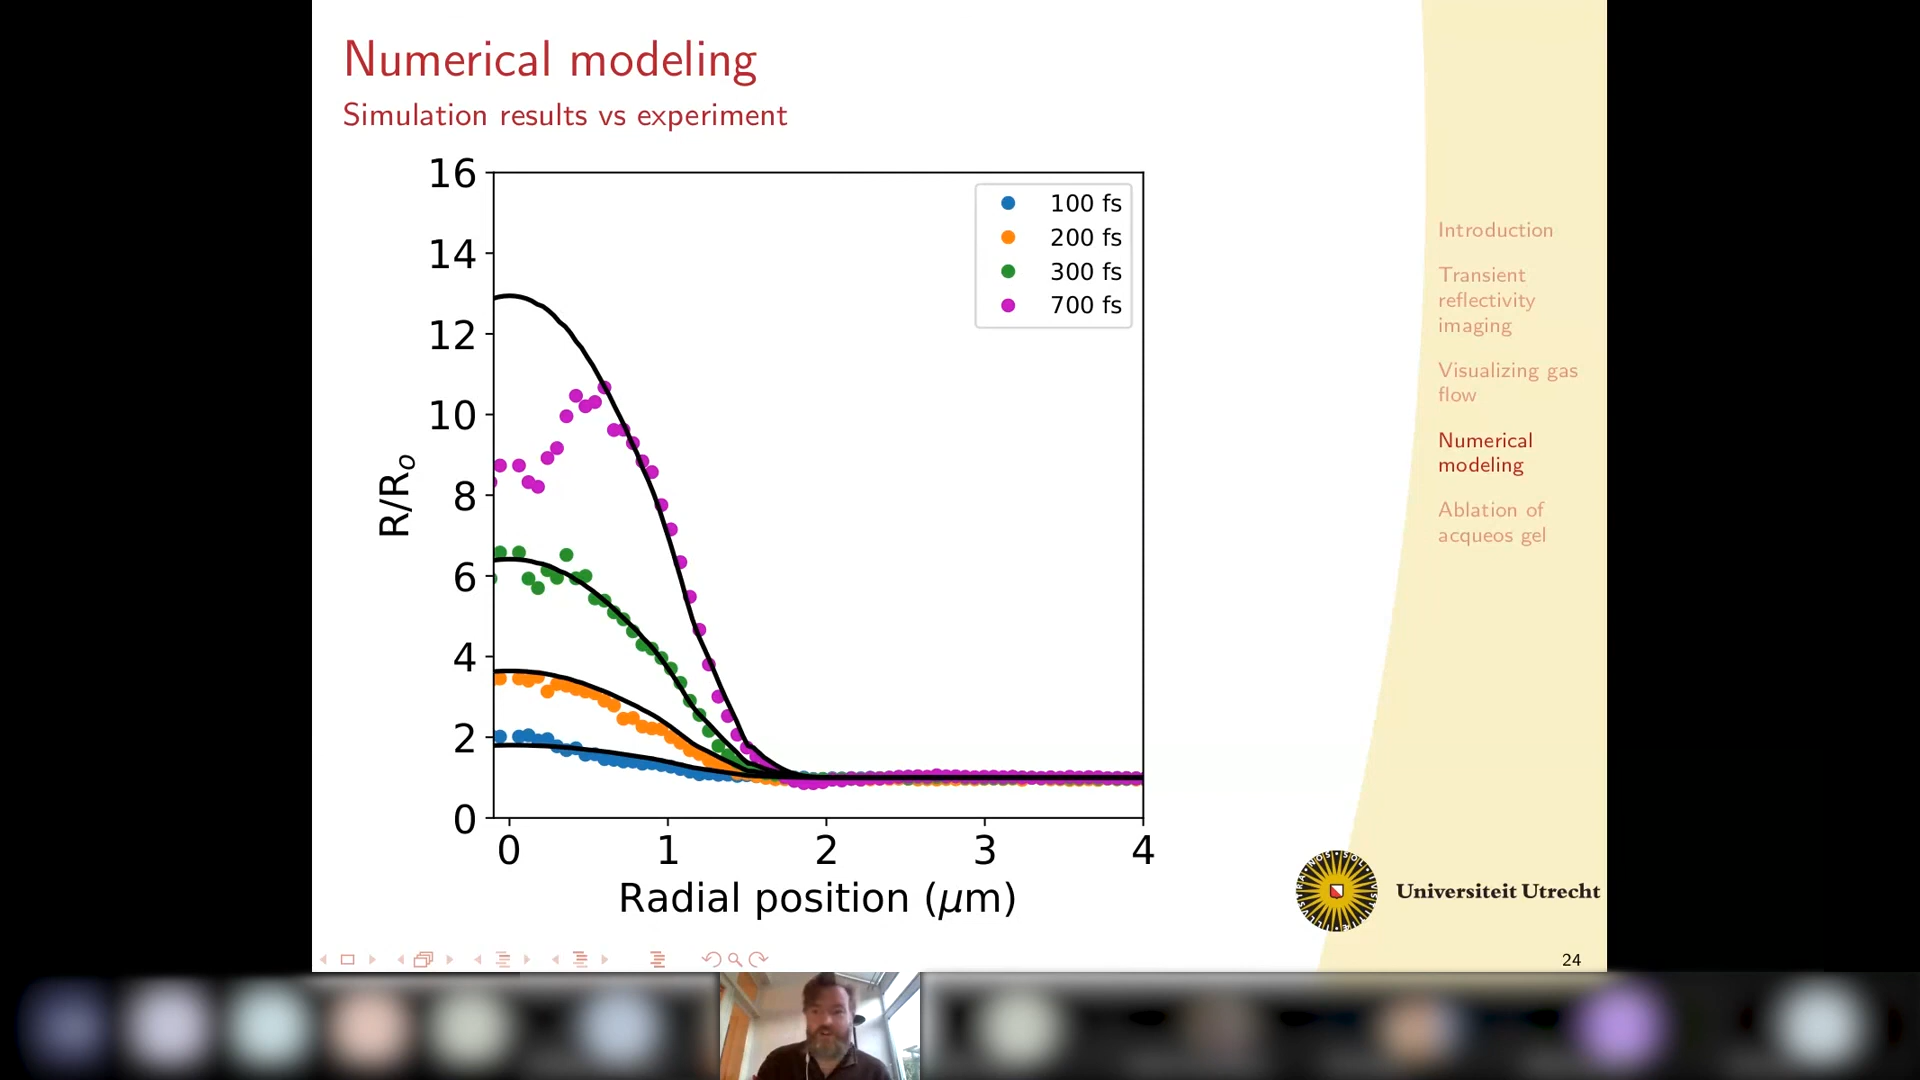 Numerical modeling
Simulation results vs experiment
16
14
12
10
8
6
4
2
0
R/Ro
100 fs
200 fs
300 fs
700 fs
0 1 2 3 4
Radial position (μm)
Introduction
Transient
reflectivity
imaging
Visualizing gas
flow
Numerical
modeling
Ablation of
acqueos gel
Universiteit Utrecht
24